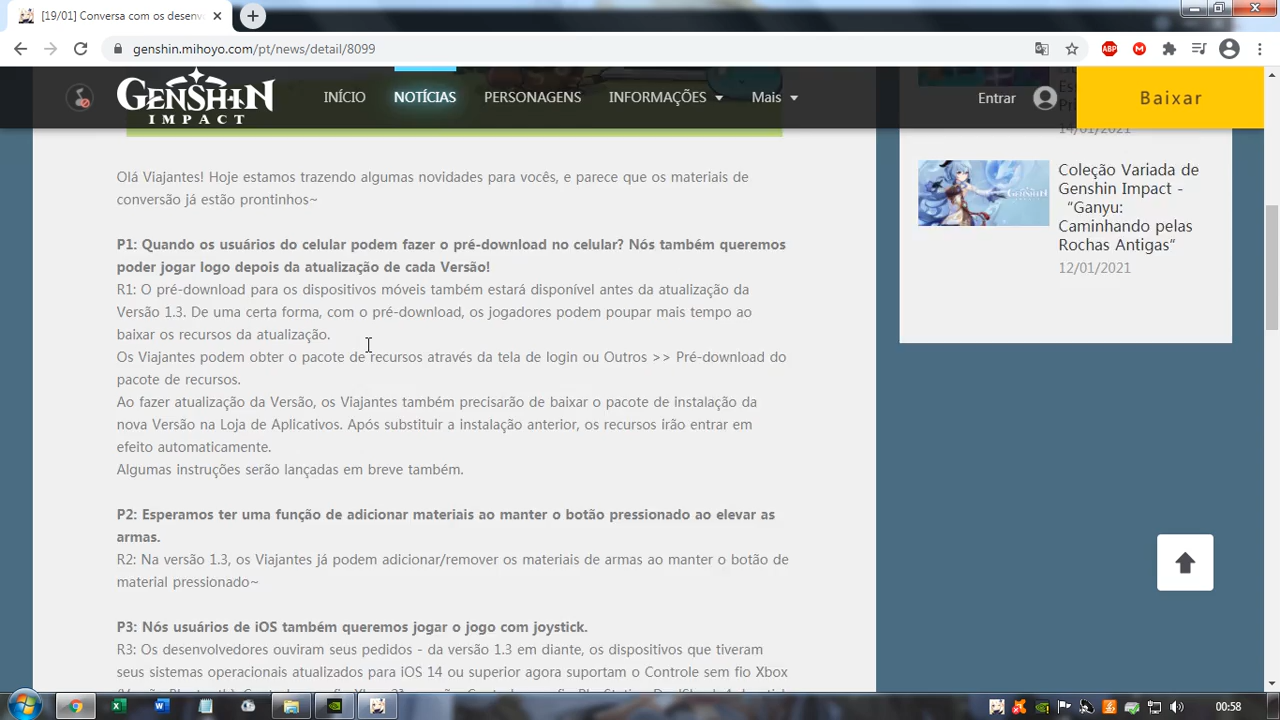 [19/01] Conversa com os desenv
genshin.mihoyo.com/pt/news/detail/8099
GENSHIN
IMPACT
INÍCIO
NOTÍCIAS
PERSONAGENS
INFORMAÇÕES
Mais
Entrar
Baixar
Olá Viajantes! Hoje estamos trazendo algumas novidades para vocês, e parece que os materiais de
conversão já estão prontinhos~
P1: Quando os usuários do celular podem fazer o pré-download no celular? Nós também queremos
poder jogar logo depois da atualização de cada Versão!
R1: O pré-download para os dispositivos móveis também estará disponível antes da atualização da
Versão 1.3. De uma certa forma, com o pré-download, os jogadores podem poupar mais tempo ao
baixar os recursos da atualização.
Os Viajantes podem obter o pacote de recursos através da tela de login ou Outros >> Pré-download do
pacote de recursos.
Ao fazer atualização da Versão, os Viajantes também precisarão de baixar o pacote de instalação da
nova Versão na Loja de Aplicativos. Após substituir a instalação anterior, os recursos irão entrar em
efeito automaticamente.
Algumas instruções serão lançadas em breve também.
P2: Esperamos ter uma função de adicionar materiais ao manter o botão pressionado ao elevar as
armas.
R2: Na versão 1.3, os Viajantes já podem adicionar/remover os materiais de armas ao manter o botão de
material pressionado~
P3: Nós usuários de iOS também queremos jogar o jogo com joystick.
R3: Os desenvolvedores ouviram seus pedidos - da versão 1.3 em diante, os dispositivos que tiveram
seus sistemas operacionais atualizados para iOS 14 ou superior agora suportam o Controle sem fio Xbox
14/01/2021
Coleção Variada de
Genshin Impact -
“Ganyu:
Caminhando pelas
Rochas Antigas”
12/01/2021
ABP
00:58